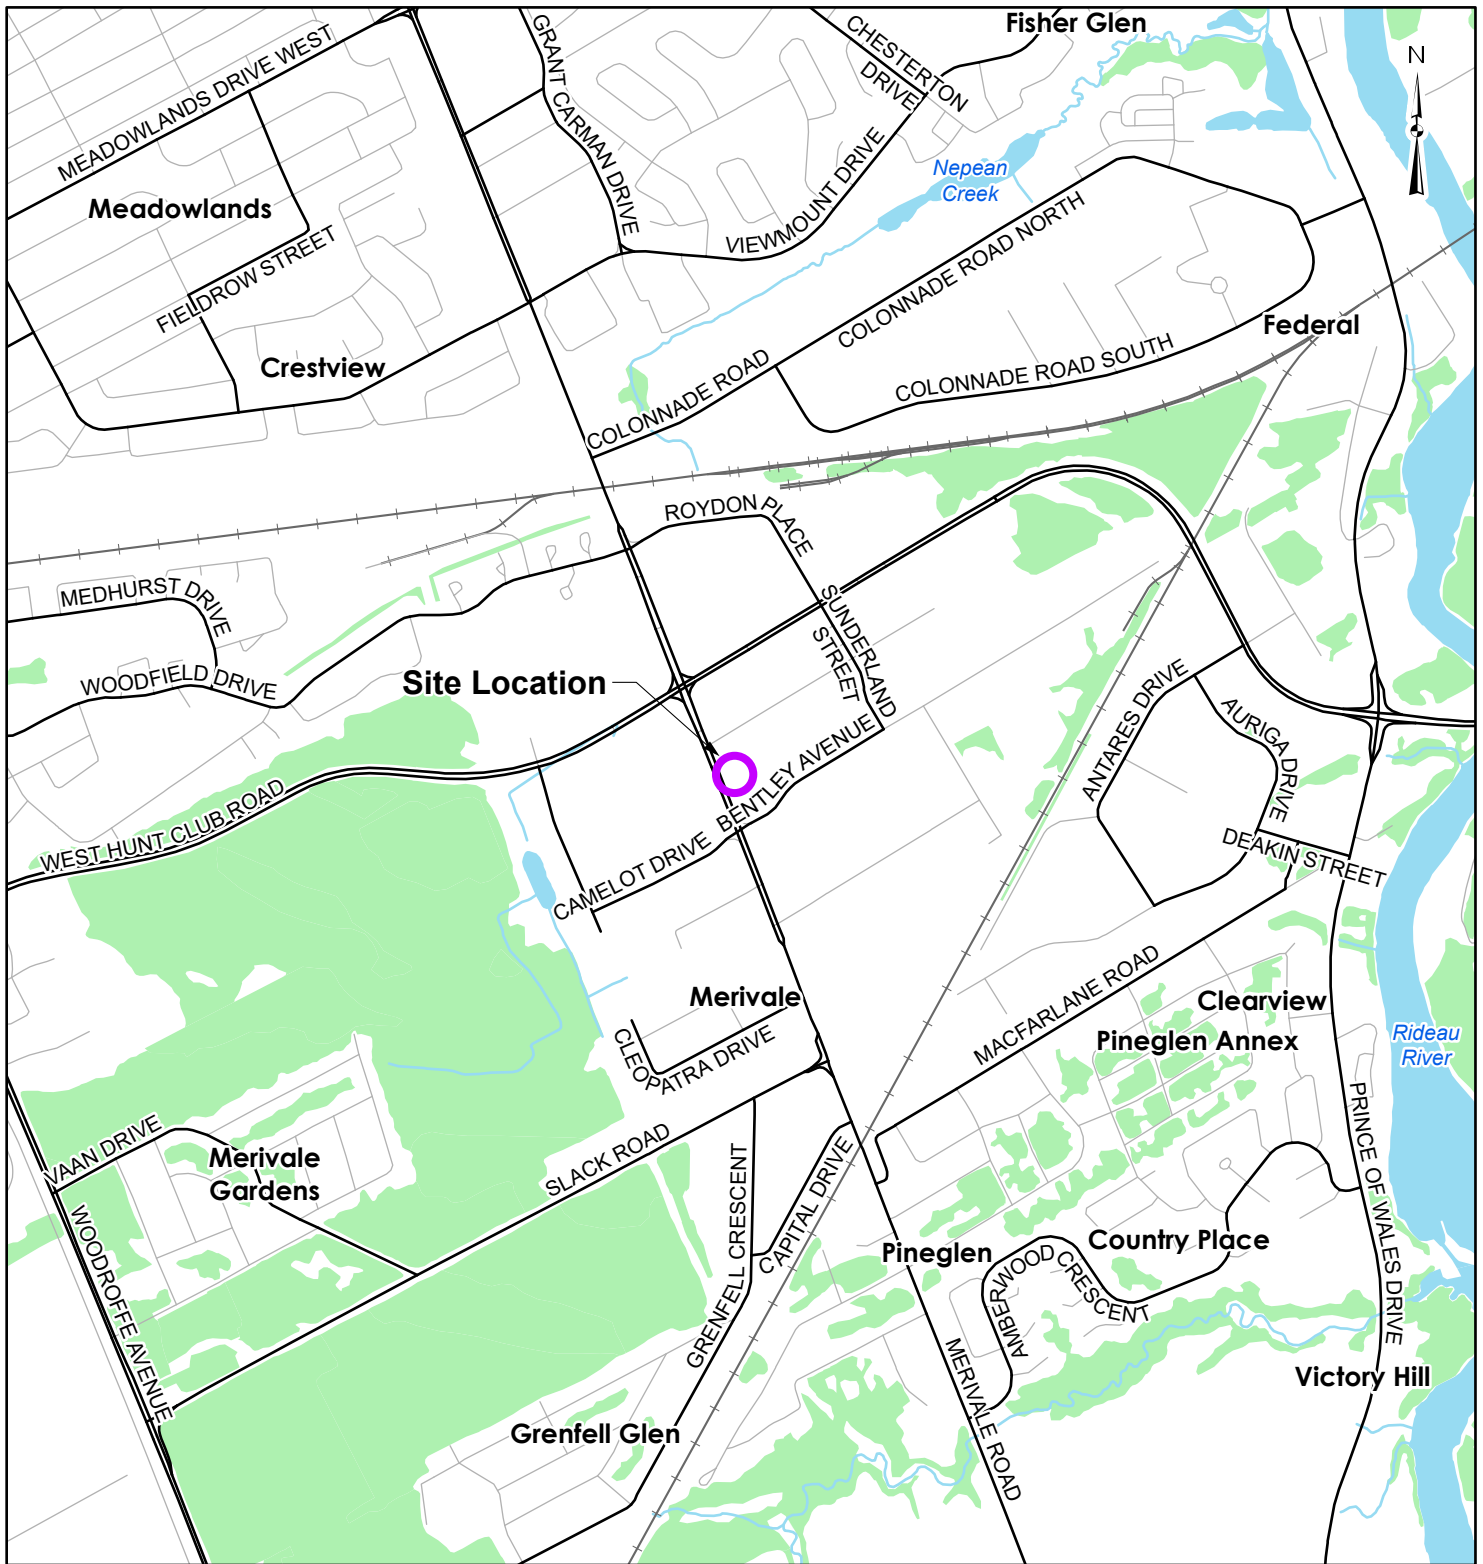 Fisher Glen
CHESTERTON
DRIVE
GRANT CARMAN DRIVE
MEADOWLANDS DRIVE WEST
N
Nepean
Creek
VIEWMOUNT DRIVE
Meadowlands
FIELDROW STREET
COLONNADE ROAD NORTH
Federal
Crestview
COLONNADE ROAD
COLONNADE ROAD SOUTH
ROYDON PLACE
MEDHURST DRIVE
SUNDERLAND
STREET
WOODFIELD DRIVE
Site Location
ANTARES DRIVE
AURIGA DRIVE
BENTLEY AVENUE
WEST HUNT CLUB ROAD
CAMELOT DRIVE
DEAKIN STREET
Merivale
MACFARLANE ROAD
Clearview
Pineglen Annex
Rideau
River
CLEOPATRA DRIVE
VAAN DRIVE
Merivale
Gardens
SLACK ROAD
GRENFELL CRESCENT
CAPITAL DRIVE
PRINCE OF WALES DRIVE
WOODROFFE AVENUE
Pineglen
Country Place
AMBERWOOD CRESCENT
MERIVALE ROAD
Victory Hill
Grenfell Glen